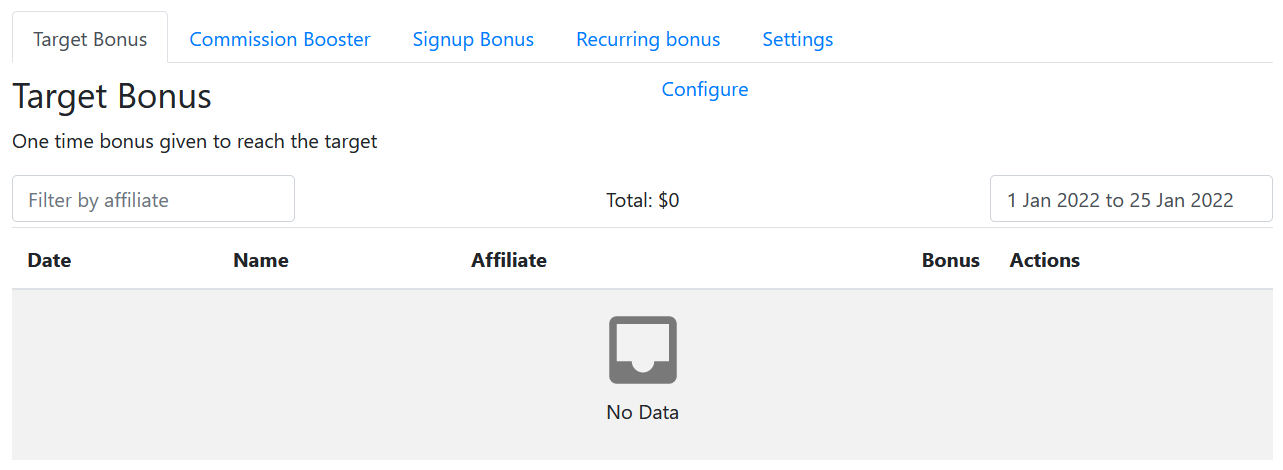 Target Bonus Commission Booster Signup Bonus Recurring bonus Settings
Target Bonus Configure
One time bonus given to reach the target
Filter by affiliate Total: $0 1 Jan 2022 to 25 Jan 2022
Date Name Affiliate Bonus Actions
No Data